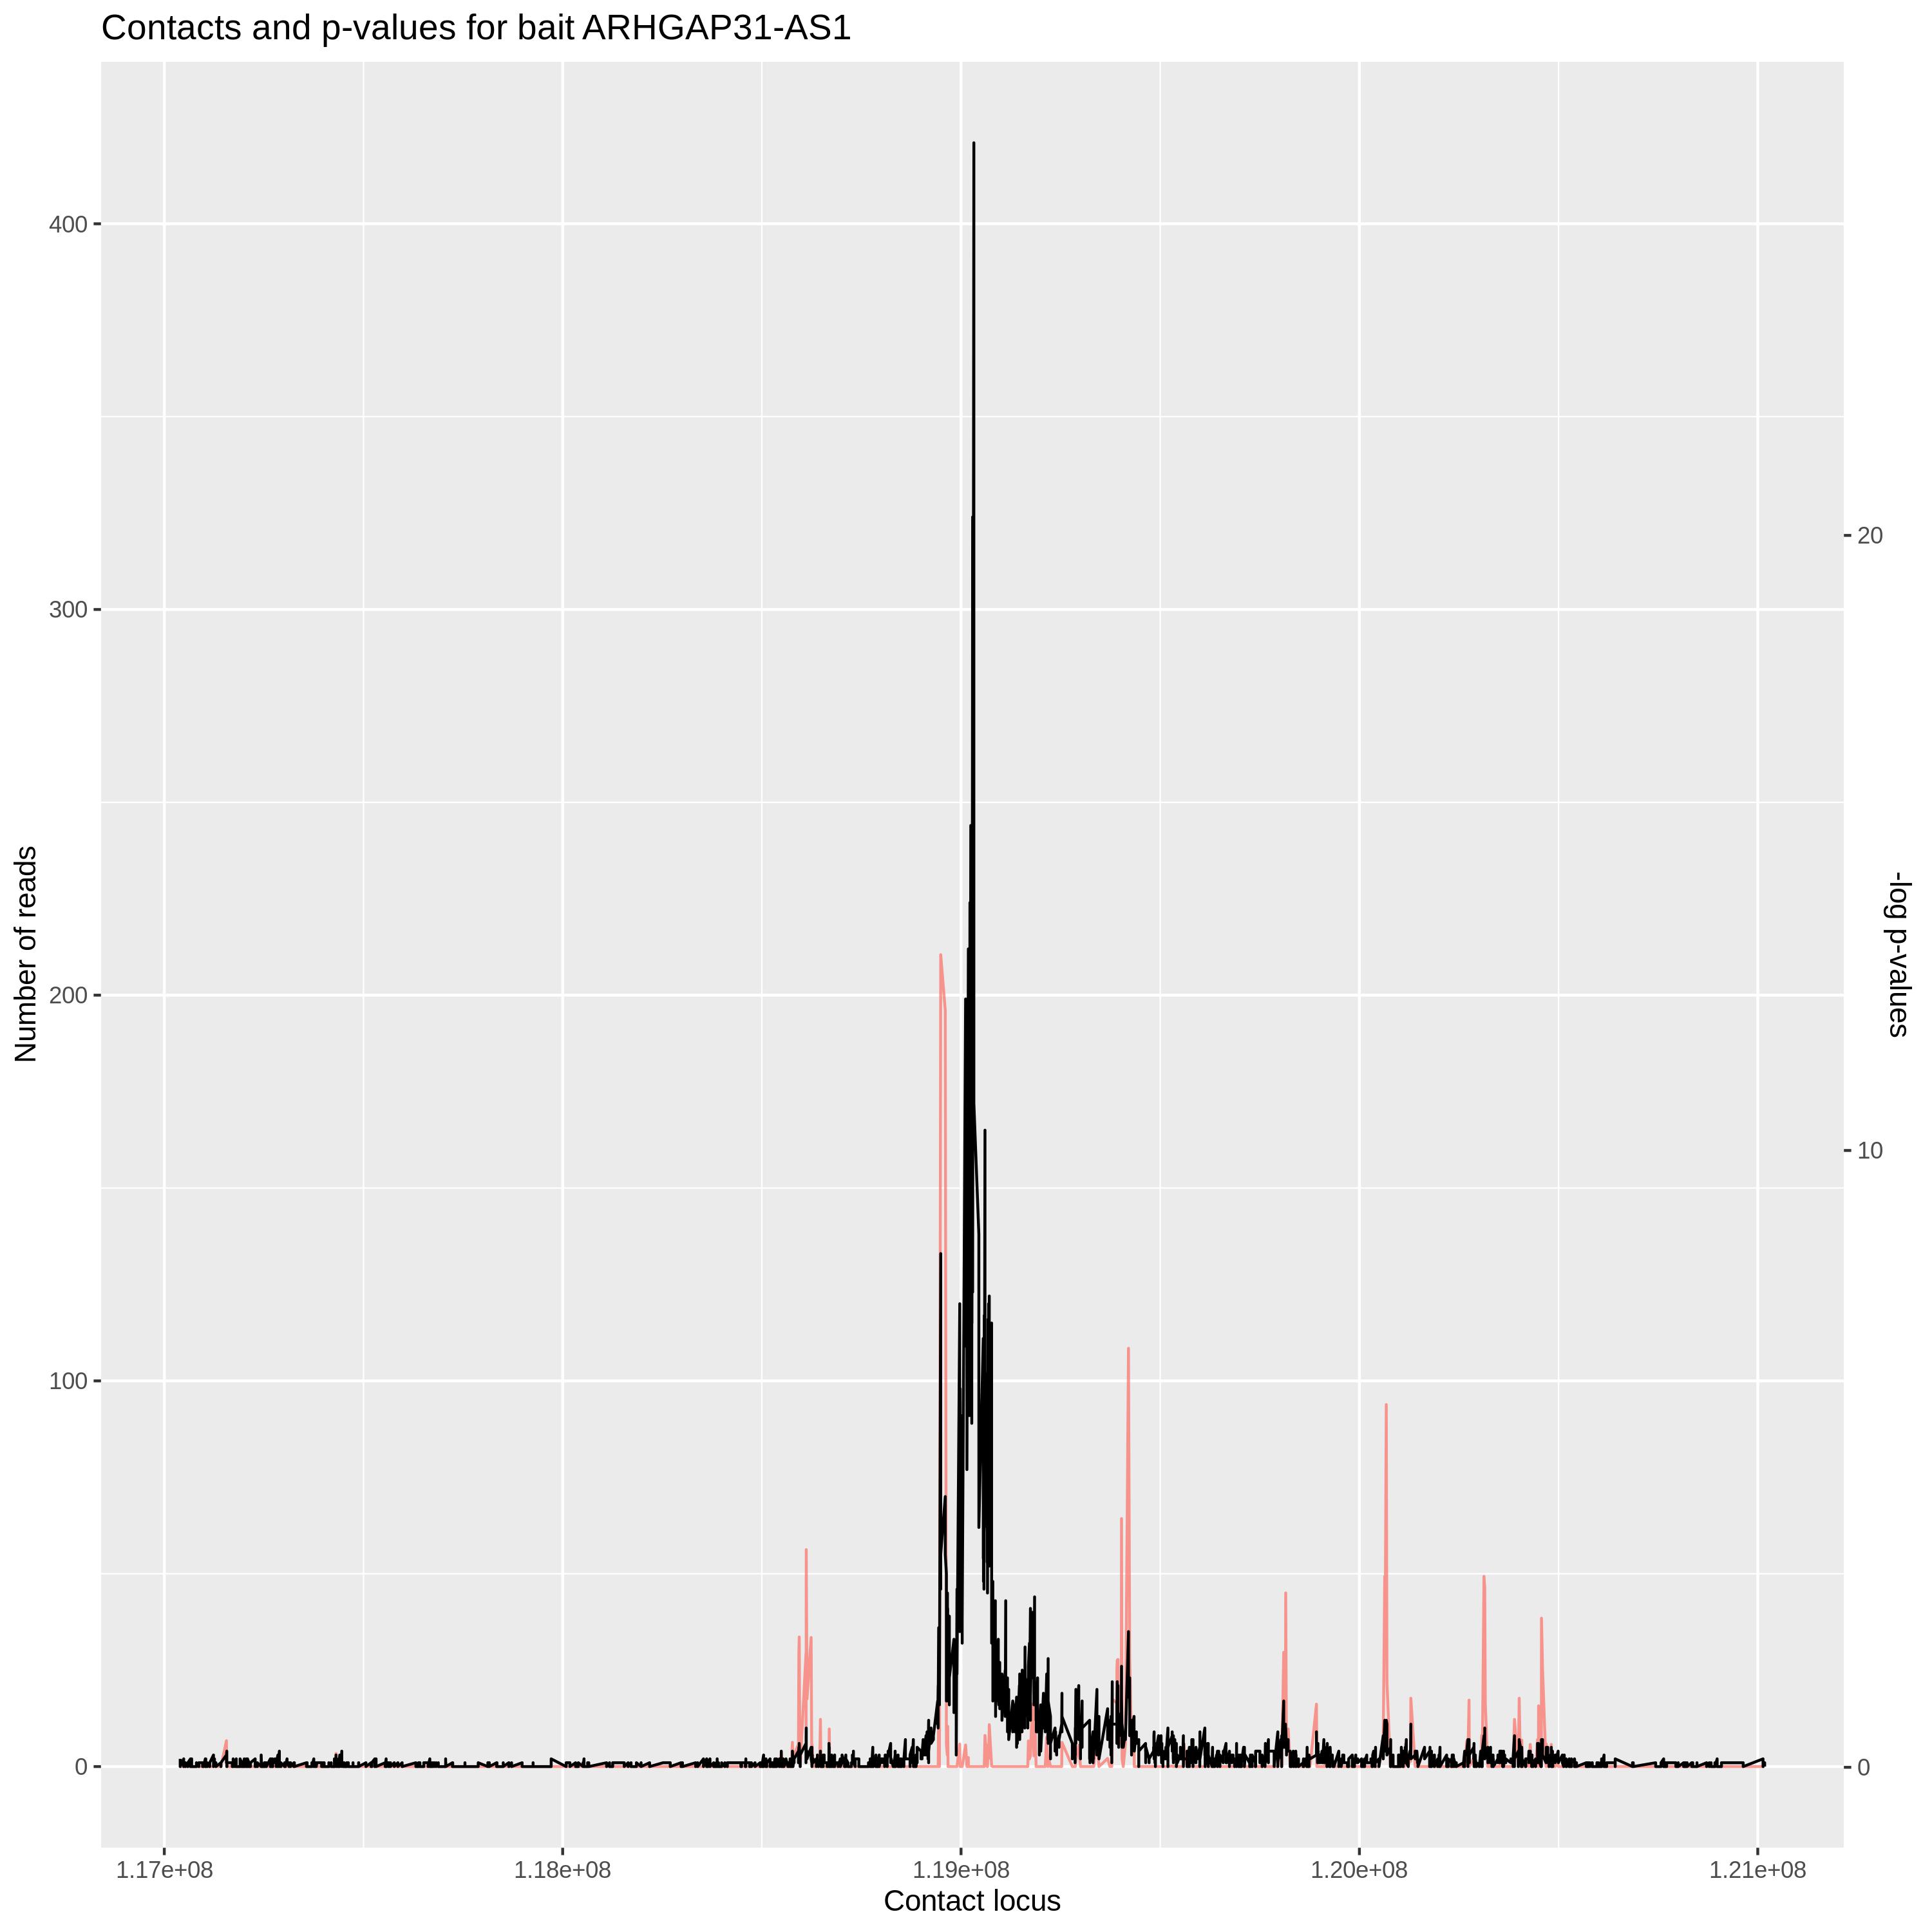 Contacts and p-values for bait ARHGAP31-AS1
Number of reads
400
300
200
100
0
20
10
0
-log p-values
1.17e+08 1.18e+08 1.19e+08 1.20e+08 1.21e+08
Contact locus